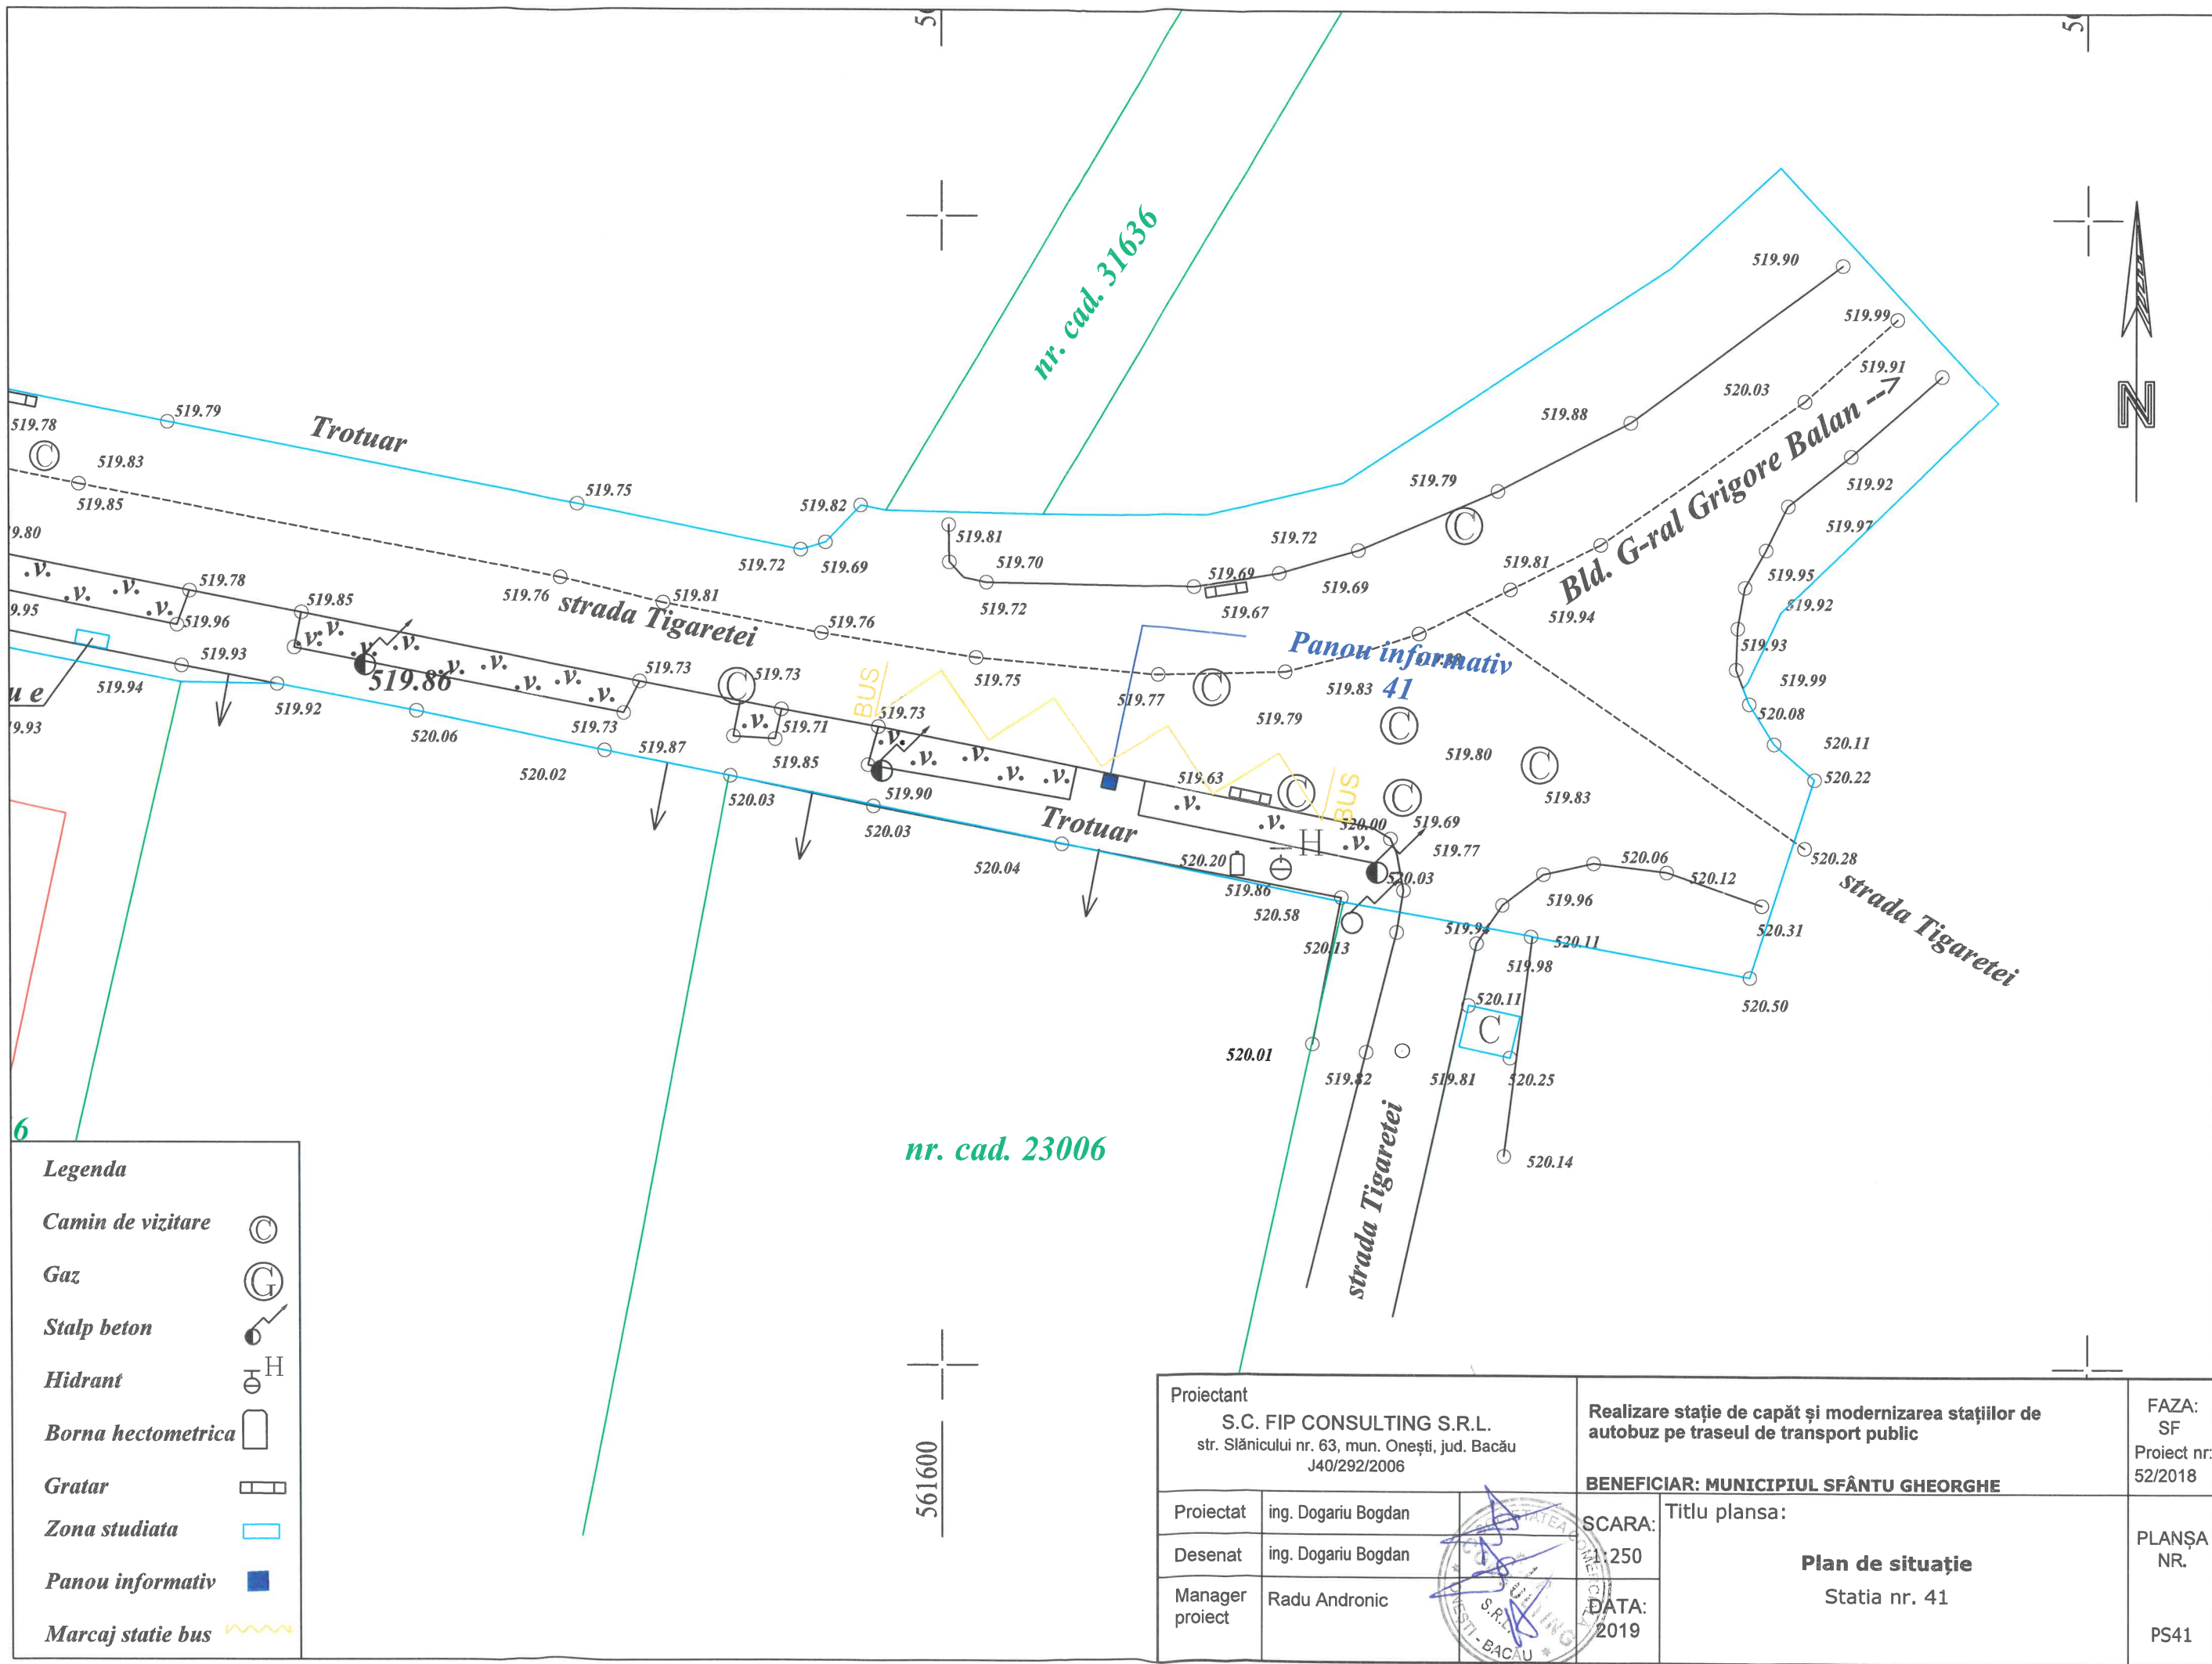 nr. cad. 31636
519.90
519.99
519.91
520.03
519.88
Bld. G-ral Grigore Balan -->
519.79
519.92
519.97
519.78
519.79
Trotuar
519.83
519.85
519.75
519.82
519.81
519.72
519.69
519.70
519.72
519.69
519.67
519.72
519.69
519.81
519.94
519.95
519.92
519.93
519.99
520.08
520.11
520.22
N
519.78
519.96
519.85
519.76
strada Tigaretei
519.81
519.76
519.75
519.77
519.83
519.79
Panou informativ
41
519.80
519.83
.v. .v. .v. .v.
519.93
519.94
519.92
519.86
519.73
519.73
519.73
519.71
519.85
519.87
520.06
520.02
520.03
BUS
519.73
519.90
520.03
520.04
Trotuar
519.63
BUS
520.00
519.69
519.77
520.20
H
519.86
520.03
520.58
520.13
519.96
520.06
520.12
520.28
strada Tigaretei
520.31
519.94
520.11
519.98
520.50
520.11
C
520.01
519.82
519.81
520.25
520.14
strada Tigaretei
nr. cad. 23006
6
561600
Legenda
Camin de vizitare C
Gaz G
Stalp beton
Hidrant H
Borna hectometrica
Gratar
Zona studiata
Panou informativ
Marcaj statie bus
Proiectant
S.C. FIP CONSULTING S.R.L.
str. Slănicului nr. 63, mun. Onești, jud. Bacău
J40/292/2006
Realizare stație de capăt și modernizarea stațiilor de
autobuz pe traseul de transport public
BENEFICIAR: MUNICIPIUL SFÂNTU GHEORGHE
FAZA:
SF
Proiect nr:
52/2018
Proiectat ing. Dogariu Bogdan
Desenat ing. Dogariu Bogdan
Manager
proiect
Radu Andronic
SCARA:
1:250
DATA:
2019
Titlu plansa:
Plan de situație
Statia nr. 41
PLANȘA
NR.
PS41